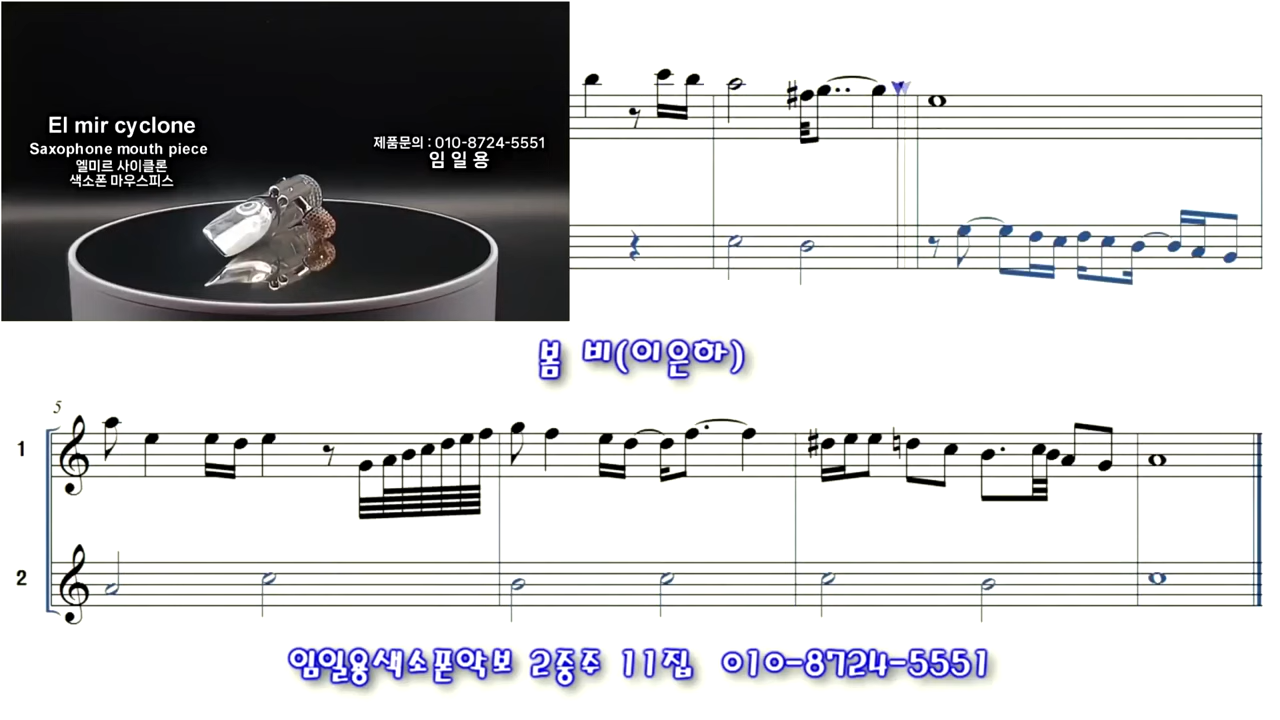 El mir cyclone
Saxophone mouth piece
엘미르 사이클론
색소폰 마우스피스
제품문의 : 010-8724-5551
임 일 용
봄 비(이은하)
5
1
2
임일용색소폰악보 2중주 11집 010-8724-5551